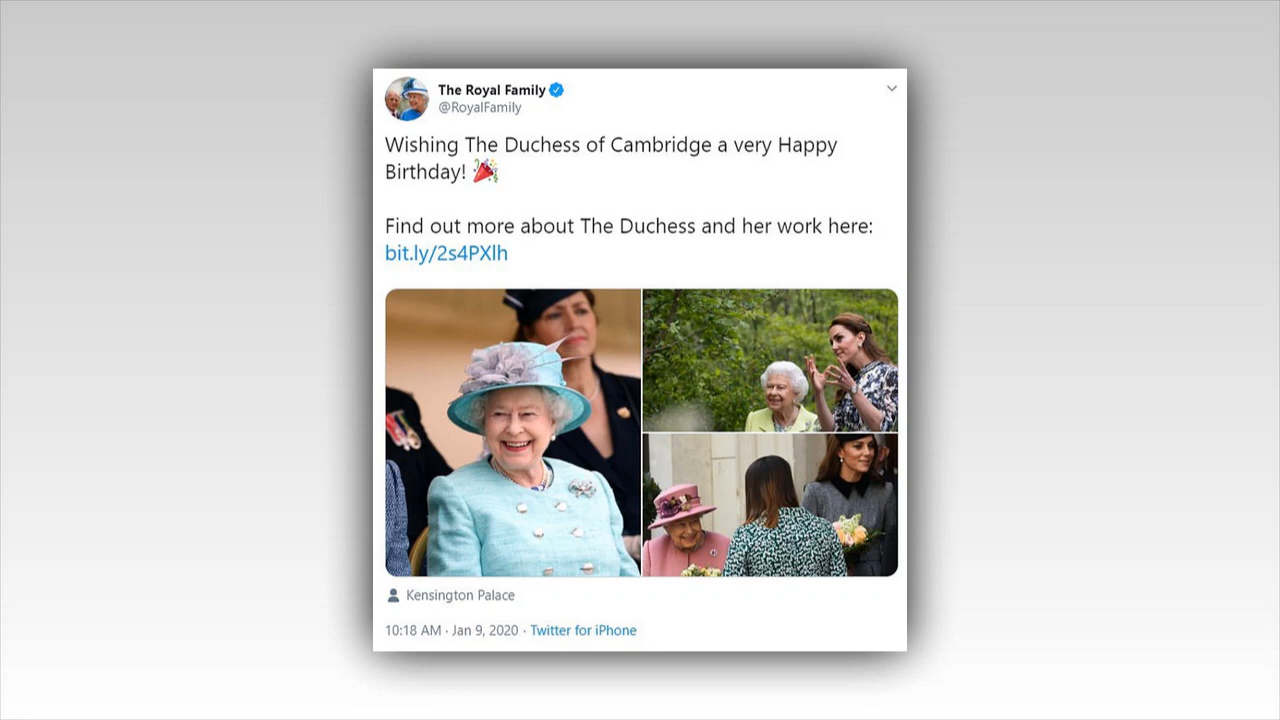 The Royal Family
@RoyalFamily
Wishing The Duchess of Cambridge a very Happy
Birthday! 🎉
Find out more about The Duchess and her work here:
bit.ly/2s4PXlh
Kensington Palace
10:18 AM · Jan 9, 2020 · Twitter for iPhone